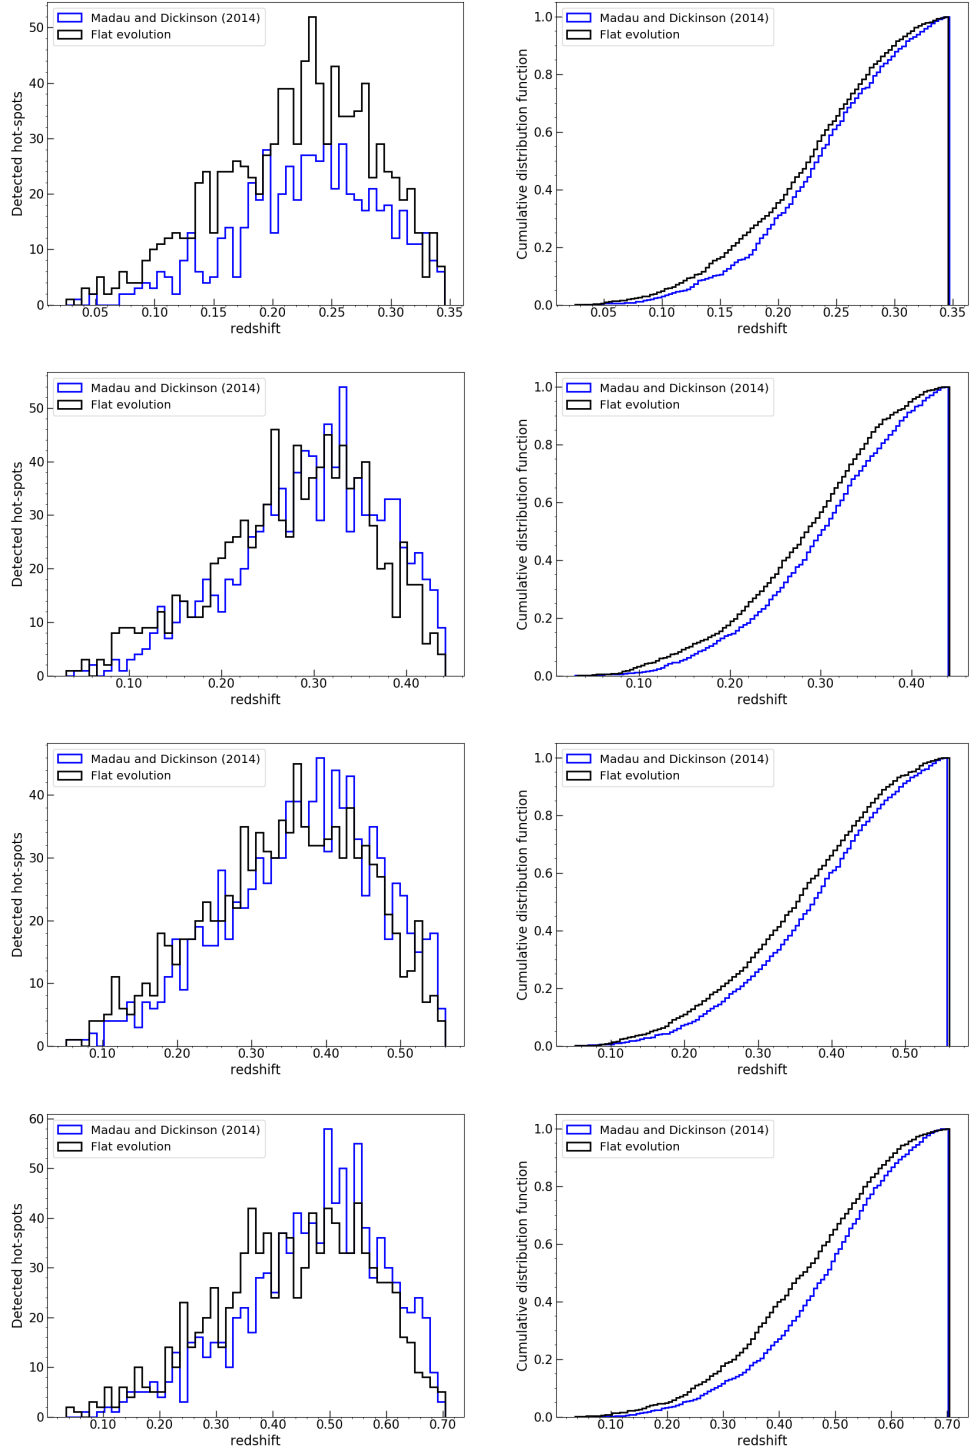 Madau and Dickinson (2014)
Flat evolution
Detected hot-spots
50
40
30
20
10
0
0.05 0.10 0.15 0.20 0.25 0.30 0.35
redshift
Madau and Dickinson (2014)
Flat evolution
Cumulative distribution function
1.0
0.8
0.6
0.4
0.2
0.0
0.05 0.10 0.15 0.20 0.25 0.30 0.35
redshift
Madau and Dickinson (2014)
Flat evolution
Detected hot-spots
50
40
30
20
10
0
0.10 0.20 0.30 0.40
redshift
Madau and Dickinson (2014)
Flat evolution
Cumulative distribution function
1.0
0.8
0.6
0.4
0.2
0.0
0.10 0.20 0.30 0.40
redshift
Madau and Dickinson (2014)
Flat evolution
Detected hot-spots
40
30
20
10
0
0.10 0.20 0.30 0.40 0.50
redshift
Madau and Dickinson (2014)
Flat evolution
Cumulative distribution function
1.0
0.8
0.6
0.4
0.2
0.0
0.10 0.20 0.30 0.40 0.50
redshift
Madau and Dickinson (2014)
Flat evolution
Detected hot-spots
60
50
40
30
20
10
0
0.10 0.20 0.30 0.40 0.50 0.60 0.70
redshift
Madau and Dickinson (2014)
Flat evolution
Cumulative distribution function
1.0
0.8
0.6
0.4
0.2
0.0
0.10 0.20 0.30 0.40 0.50 0.60 0.70
redshift